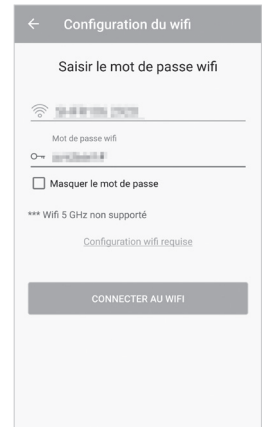 Configuration du wifi
Saisir le mot de passe wifi
Mot de passe wifi
Masquer le mot de passe
*** Wifi 5 GHz non supporté
Configuration wifi requise
CONNECTER AU WIFI